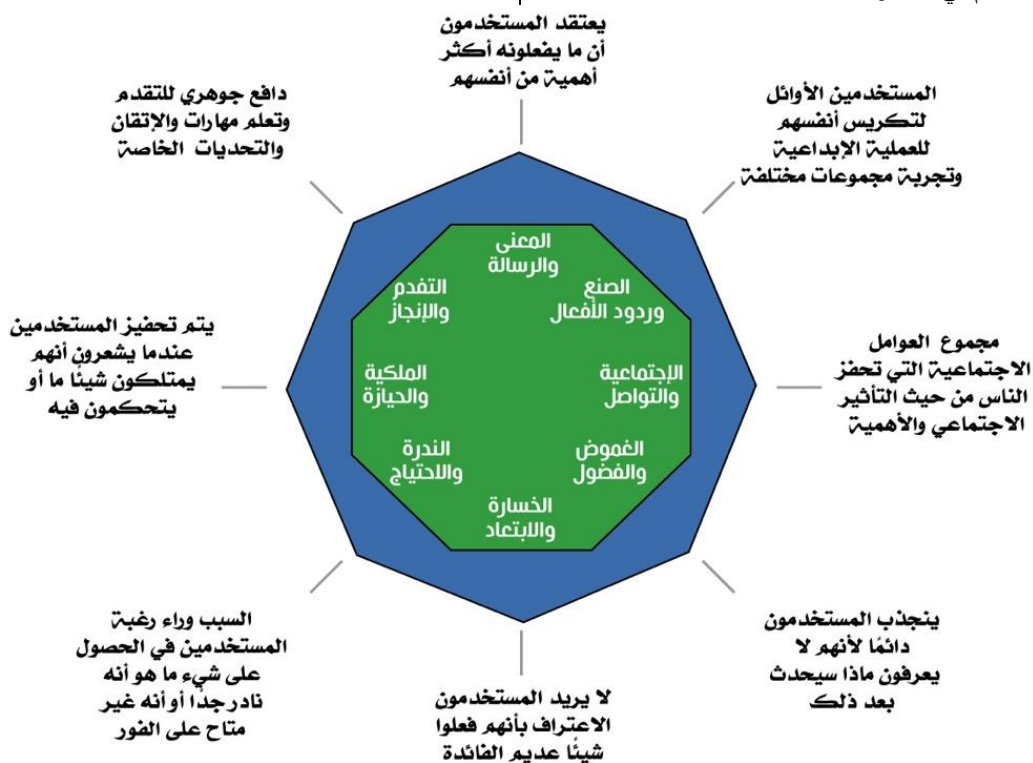 يعتقد المستخدمون
أن ما يفعلونه أكثر
أهمية من أنفسهم
المستخدمين الأوائل
لتكريس أنفسهم
للعملية الإبداعية
وتجربة مجموعات مختلفة
دافع جوهري للتقدم
وتعلم مهارات والإتقان
والتحديات الخاصة
المعنى
والرسالة
الصنع
وردود الأفعال
التفدم
والإنجاز
مجموع العوامل
الاجتماعية التي تحفز
الناس من حيث التأثير
الاجتماعي والأهمية
الإجتماعية
والتواصل
الملكية
والحيازة
يتم تحفيز المستخدمين
عندما يشعرون أنهم
يمتلكون شيئًا ما أو
يتحكمون فيه
الغموض
والفضول
الندرة
والاحتياج
الخسارة
والابتعاد
ينجذب المستخدمون
دائمًا لأنهم لا
يعرفون ماذا سيحدث
بعد ذلك
لا يريد المستخدمون
الاعتراف بأنهم فعلوا
شيئًا عديم الفائدة
السبب وراء رغبة
المستخدمين في الحصول
على شيء ما هو أنه
نادر جدًا أو أنه غير
متاح على الفور